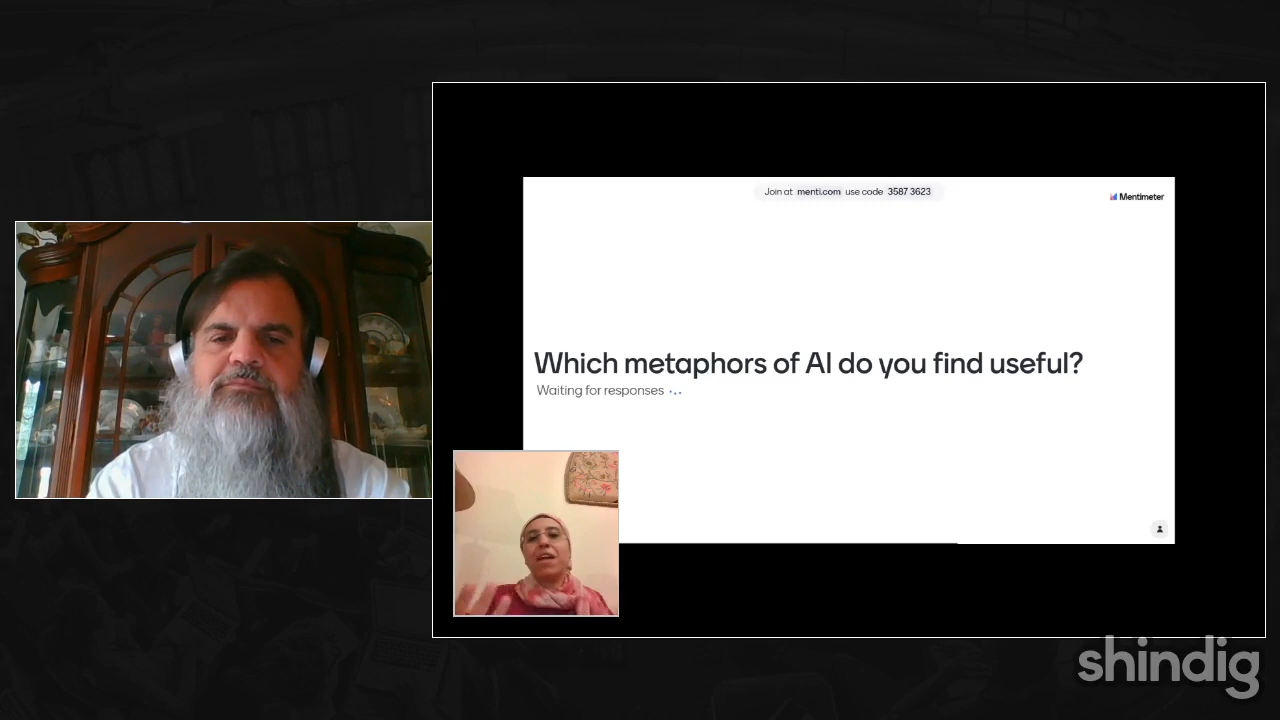 Join at menti.com use code 3587 3623
Mentimeter
Which metaphors of AI do you find useful?
Waiting for responses
shindig